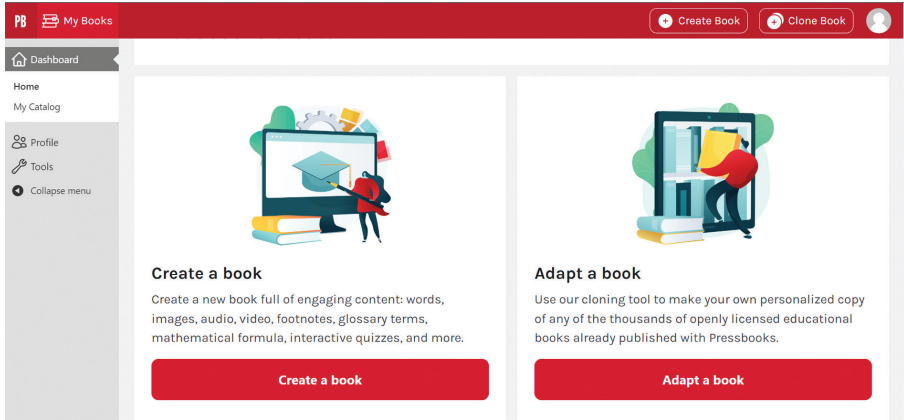 PB My Books Create Book Clone Book
Dashboard
Home
My Catalog
Profile
Tools
Collapse menu
Create a book
Create a new book full of engaging content: words,
images, audio, video, footnotes, glossary terms,
mathematical formula, interactive quizzes, and more.
Create a book
Adapt a book
Use our cloning tool to make your own personalized copy
of any of the thousands of openly licensed educational
books already published with Pressbooks.
Adapt a book